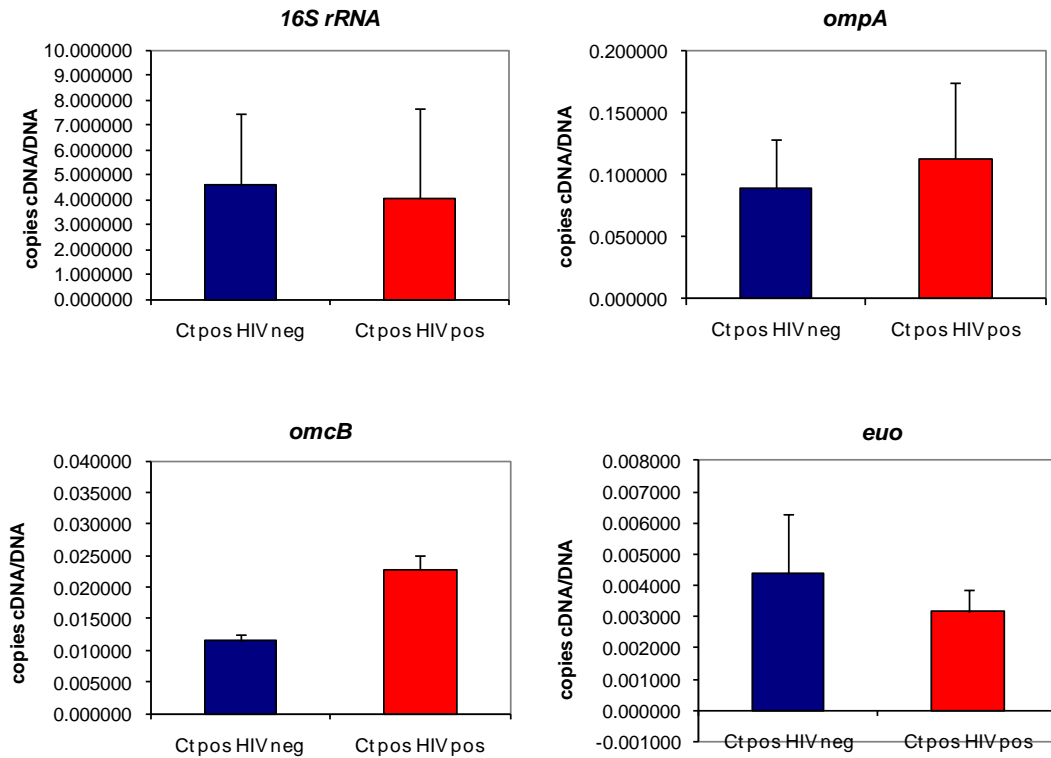 16S rRNA
10.000000
9.000000
8.000000
7.000000
6.000000
5.000000
4.000000
3.000000
2.000000
1.000000
0.000000
copies cDNA/DNA
Ct pos HIV neg Ct pos HIV pos
ompA
0.200000
0.150000
0.100000
0.050000
0.000000
copies cDNA/DNA
Ct pos HIV neg Ct pos HIV pos
omcB
0.040000
0.035000
0.030000
0.025000
0.020000
0.015000
0.010000
0.005000
0.000000
copies cDNA/DNA
Ct pos HIV neg Ct pos HIV pos
euo
0.008000
0.007000
0.006000
0.005000
0.004000
0.003000
0.002000
0.001000
0.000000
-0.001000
copies cDNA/DNA
Ct pos HIV neg Ct pos HIV pos